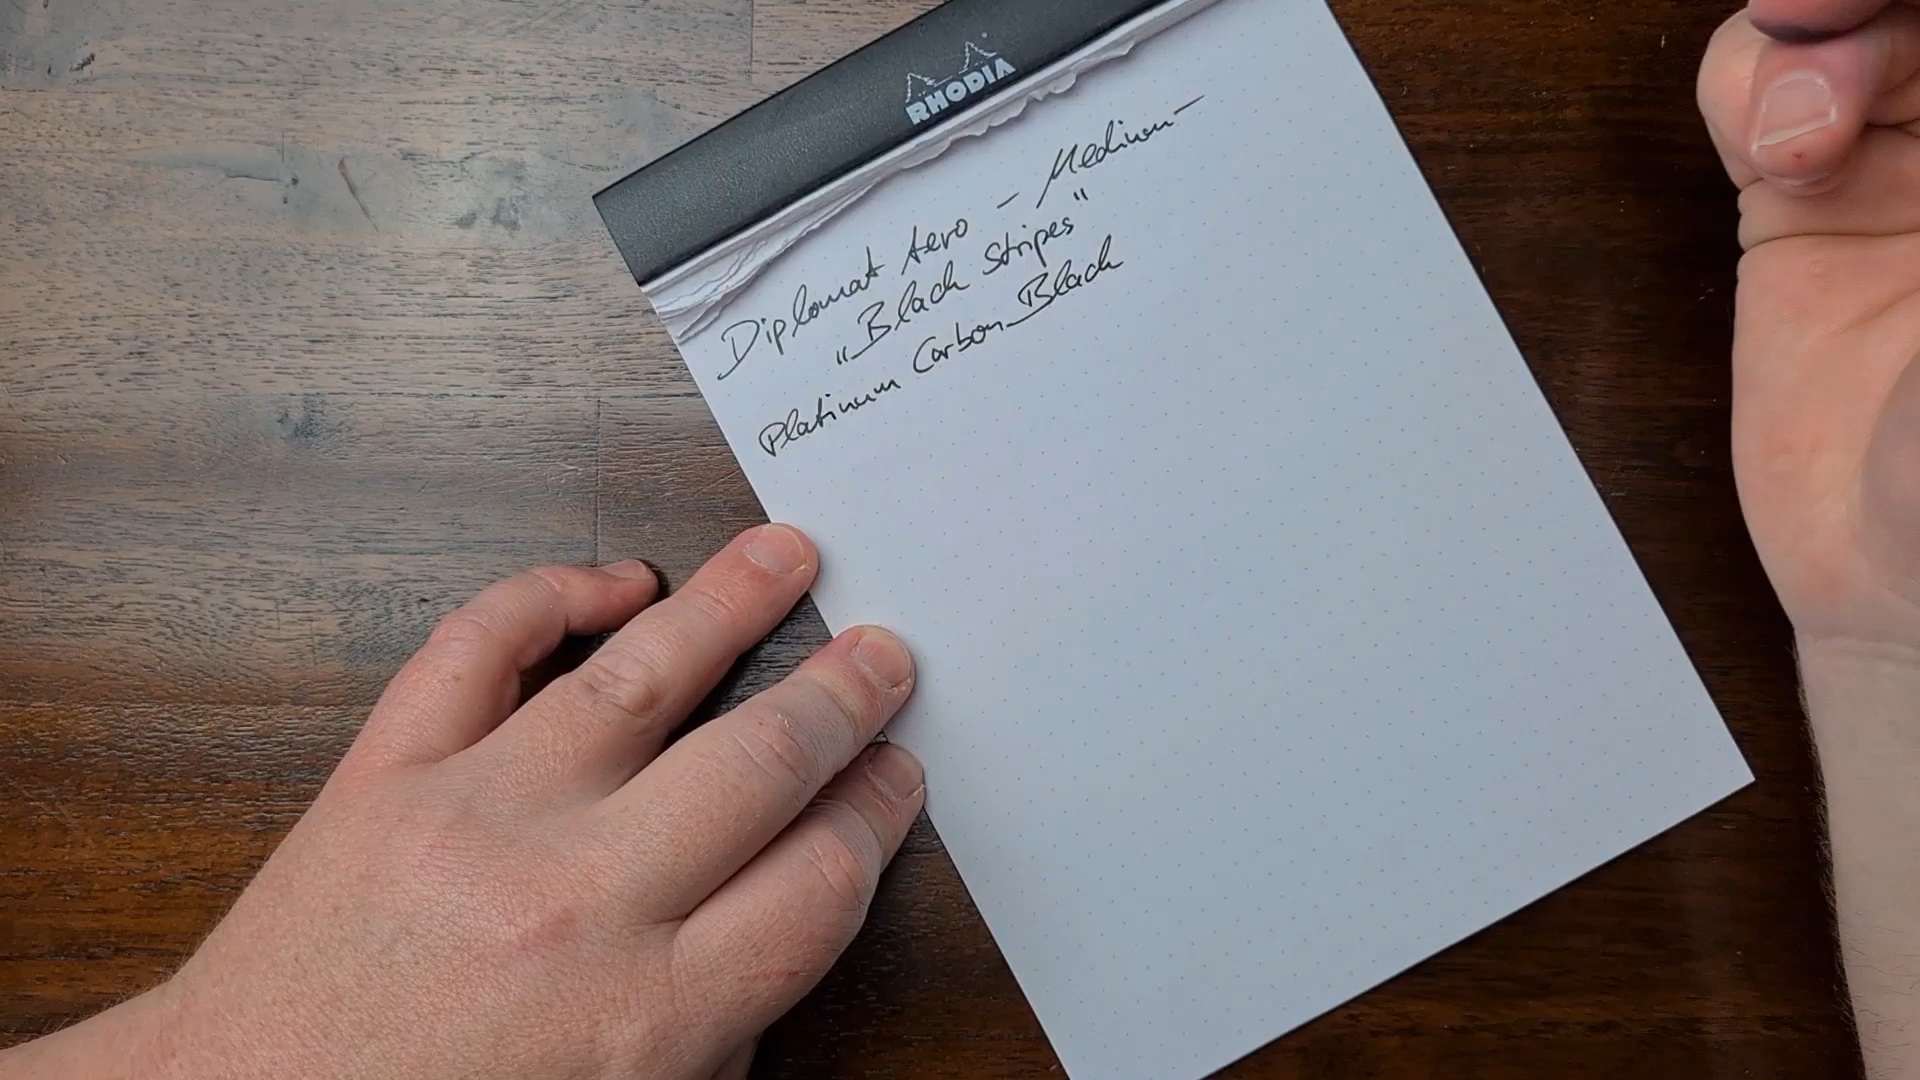 RHODIA
Diplomat Aero - Medium -
„Black Stripes"
Platinum Carbon Black